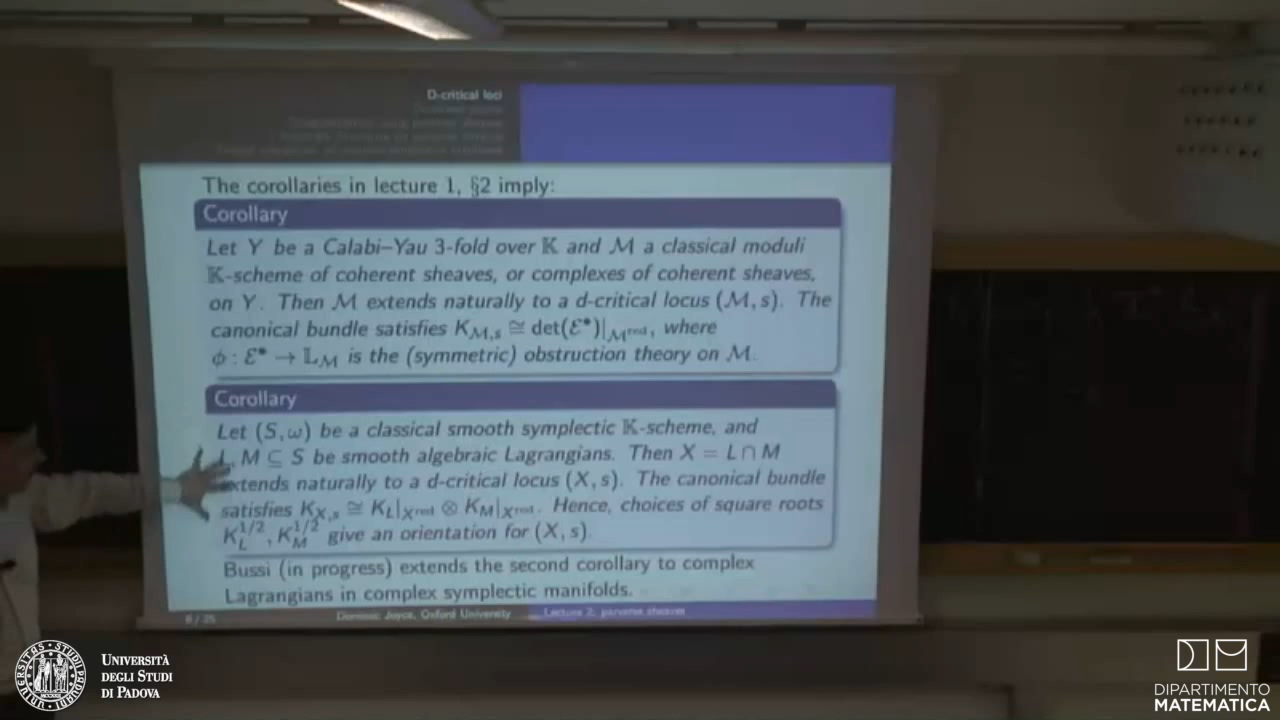 D-critical loci
The corollaries in lecture 1, §2 imply:
Corollary
Let Y be a Calabi–Yau 3-fold over 𝕂 and ℳ a classical moduli
𝕂-scheme of coherent sheaves, or complexes of coherent sheaves,
on Y. Then ℳ extends naturally to a d-critical locus (ℳ, s). The
canonical bundle satisfies K_{ℳ,s} ≅ det(ℰ•)|_{ℳ^red}, where
ϕ : ℰ• → 𝕃_ℳ is the (symmetric) obstruction theory on ℳ.
Corollary
Let (S, ω) be a classical smooth symplectic 𝕂-scheme, and
L, M ⊆ S be smooth algebraic Lagrangians. Then X = L ∩ M
extends naturally to a d-critical locus (X, s). The canonical bundle
satisfies K_{X,s} ≅ K_L|_{X^red} ⊗ K_M|_{X^red}. Hence, choices of square roots
K_L^{1/2}, K_M^{1/2} give an orientation for (X, s).
Bussi (in progress) extends the second corollary to complex
Lagrangians in complex symplectic manifolds.
Dominic Joyce, Oxford University
Lecture 2: perverse sheaves
UNIVERSITÀ
DEGLI STUDI
DI PADOVA
DIPARTIMENTO
MATEMATICA